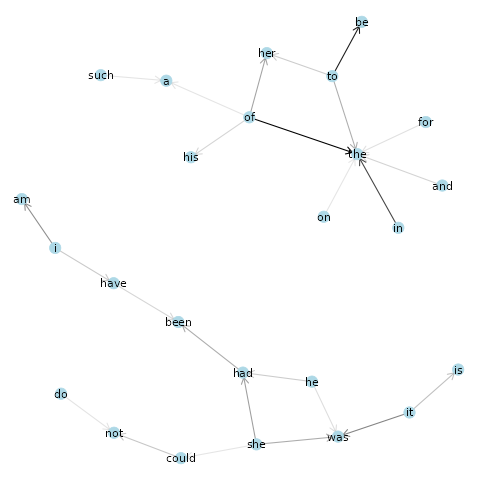 be
her
to
such
a
of
for
his
the
and
am
on
in
i
have
been
is
had
he
do
it
not
was
she
could